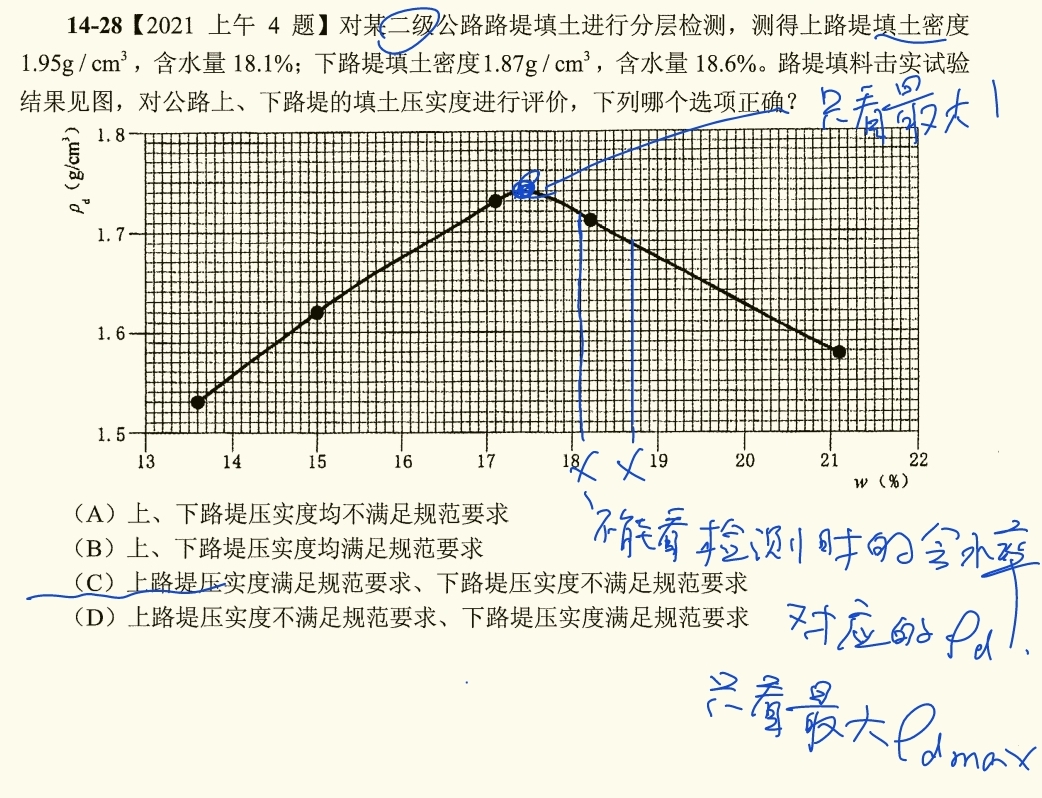 14-28【2021 上午 4 题】对某二级公路路堤填土进行分层检测，测得上路堤填土密度
1.95g / cm³，含水量 18.1%；下路堤填土密度1.87g / cm³，含水量 18.6%。路堤填料击实试验
结果见图，对公路上、下路堤的填土压实度进行评价，下列哪个选项正确？
只看最大！
ρd（g/cm³）
1.8
1.7
1.6
1.5
13 14 15 16 17 18 19 20 21 22
w（%）
（A）上、下路堤压实度均不满足规范要求
（B）上、下路堤压实度均满足规范要求
（C）上路堤压实度满足规范要求、下路堤压实度不满足规范要求
（D）上路堤压实度不满足规范要求、下路堤压实度满足规范要求
不能看检测时的含水率
对应的ρd！
只看最大ρdmax